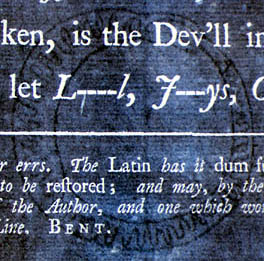 ken, is the Dev'll in
let L---l, J---ys,
r errs. The Latin has it dum
to be reſtored; and may, by the
f the Author, and one which wor
Line. BENT.